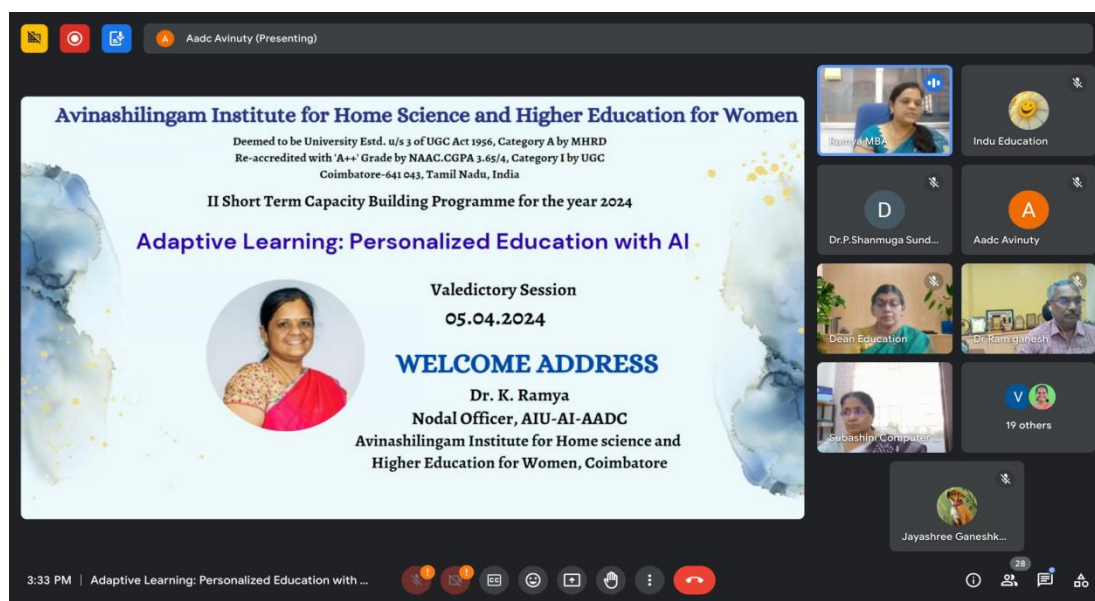 A
Aadc Avinuty (Presenting)
Avinashilingam Institute for Home Science and Higher Education for Women
Deemed to be University Estd. u/s 3 of UGC Act 1956, Category A by MHRD
Re-accredited with 'A++' Grade by NAAC.CGPA 3.65/4, Category I by UGC
Coimbatore-641 043, Tamil Nadu, India
II Short Term Capacity Building Programme for the year 2024
Adaptive Learning: Personalized Education with AI
Valedictory Session
05.04.2024
WELCOME ADDRESS
Dr. K. Ramya
Nodal Officer, AIU-AI-AADC
Avinashilingam Institute for Home science and
Higher Education for Women, Coimbatore
Ramya MBA
Indu Education
D
Dr.P.Shanmuga Sund...
A
Aadc Avinuty
Dean Education
Dr Ram ganesh
Subashini Computer ...
V
19 others
Jayashree Ganeshk...
3:33 PM | Adaptive Learning: Personalized Education with ...
CC
28